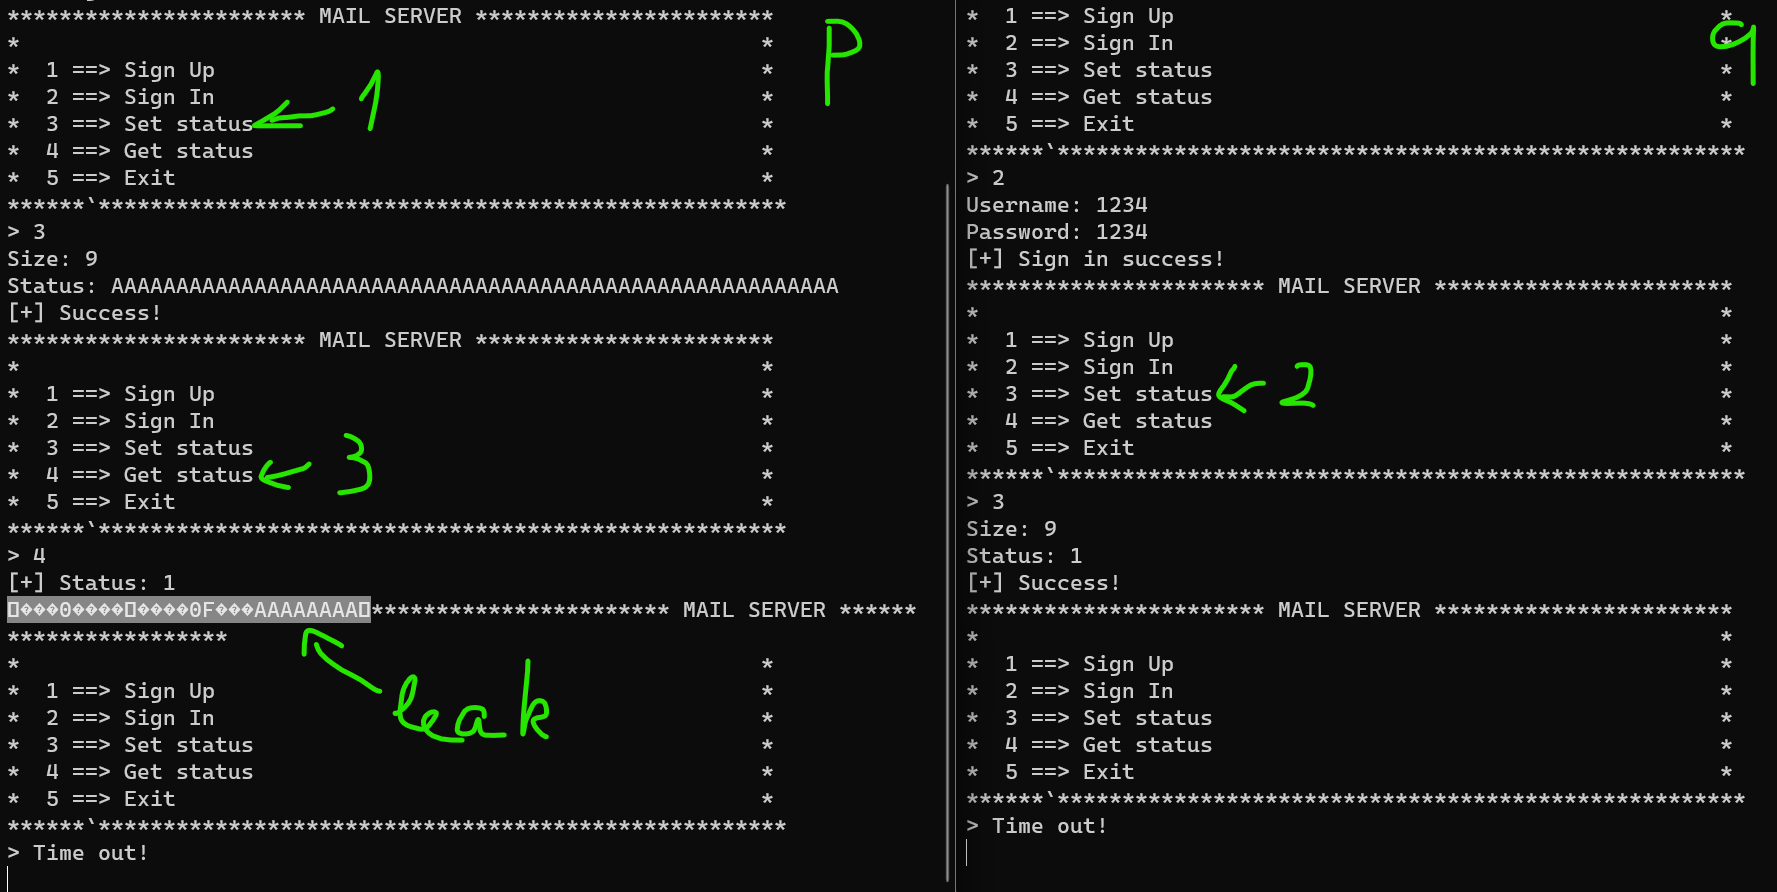 *********************** MAIL SERVER ***********************
*                                                         *
*  1 ==> Sign Up                                          *
*  2 ==> Sign In                                          *
*  3 ==> Set status                                       *
*  4 ==> Get status                                       *
*  5 ==> Exit                                             *
******`*****************************************************
> 3
Size: 9
Status: AAAAAAAAAAAAAAAAAAAAAAAAAAAAAAAAAAAAAAAAAAAAAAAAAAAAAAAA
[+] Success!
*********************** MAIL SERVER ***********************
*                                                         *
*  1 ==> Sign Up                                          *
*  2 ==> Sign In                                          *
*  3 ==> Set status                                       *
*  4 ==> Get status                                       *
*  5 ==> Exit                                             *
******`*****************************************************
> 4
[+] Status: 1
▯���0����▯����0F���AAAAAAAA▯*********************** MAIL SERVER ******
*****************
*                                                         *
*  1 ==> Sign Up                                          *
*  2 ==> Sign In                                          *
*  3 ==> Set status                                       *
*  4 ==> Get status                                       *
*  5 ==> Exit                                             *
******`*****************************************************
> Time out!
1
P
3
leak
*  1 ==> Sign Up                                          *
*  2 ==> Sign In                                          *
*  3 ==> Set status                                       *
*  4 ==> Get status                                       *
*  5 ==> Exit                                             *
******`*****************************************************
> 2
Username: 1234
Password: 1234
[+] Sign in success!
*********************** MAIL SERVER ***********************
*                                                         *
*  1 ==> Sign Up                                          *
*  2 ==> Sign In                                          *
*  3 ==> Set status                                       *
*  4 ==> Get status                                       *
*  5 ==> Exit                                             *
******`*****************************************************
> 3
Size: 9
Status: 1
[+] Success!
*********************** MAIL SERVER ***********************
*                                                         *
*  1 ==> Sign Up                                          *
*  2 ==> Sign In                                          *
*  3 ==> Set status                                       *
*  4 ==> Get status                                       *
*  5 ==> Exit                                             *
******`*****************************************************
> Time out!
q
2